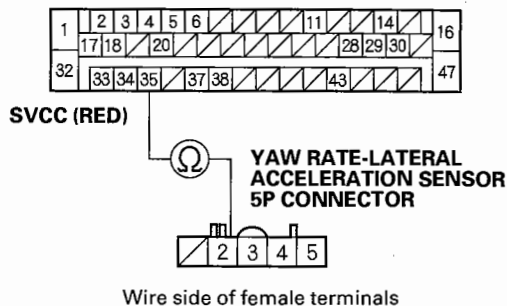 1 2 3 4 5 6 11 14 16
17 18 20 28 29 30
32 33 34 35 37 38 43 47
SVCC (RED)
Ω
YAW RATE-LATERAL
ACCELERATION SENSOR
5P CONNECTOR
2 3 4 5
Wire side of female terminals